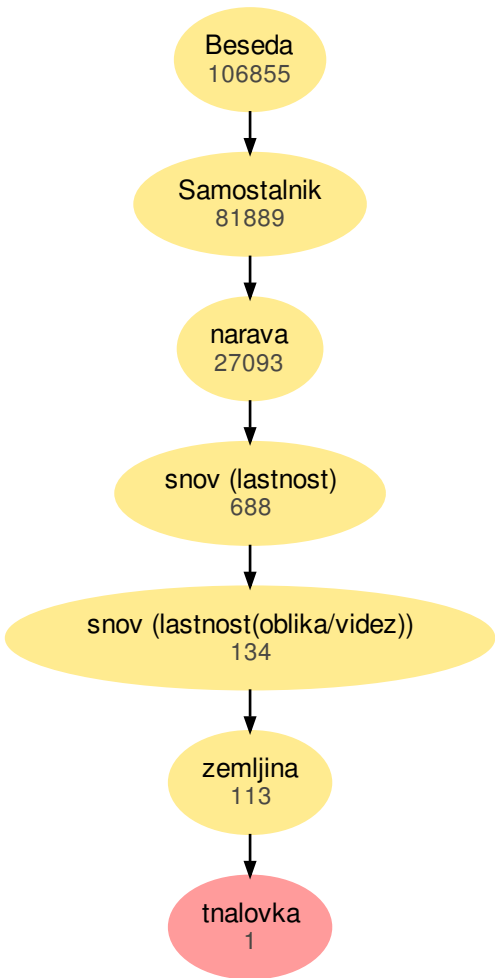 Beseda
106855
Samostalnik
81889
narava
27093
snov (lastnost)
688
snov (lastnost(oblika/videz))
134
zemljina
113
tnalovka
1